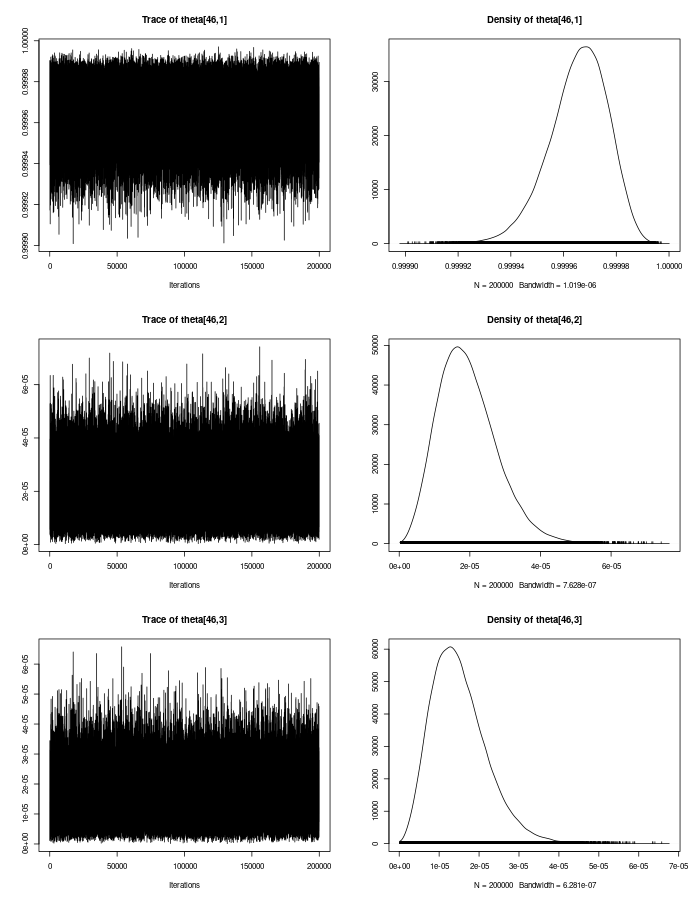 Trace of theta[46,1]
1.00000
0.99998
0.99996
0.99994
0.99992
0.99990
0 50000 100000 150000 200000
Iterations
Density of theta[46,1]
30000
20000
10000
0
0.99990 0.99992 0.99994 0.99996 0.99998 1.00000
N = 200000 Bandwidth = 1.019e-06
Trace of theta[46,2]
6e-05
4e-05
2e-05
0e+00
0 50000 100000 150000 200000
Iterations
Density of theta[46,2]
50000
40000
30000
20000
10000
0
0e+00 2e-05 4e-05 6e-05
N = 200000 Bandwidth = 7.628e-07
Trace of theta[46,3]
6e-05
5e-05
4e-05
3e-05
2e-05
1e-05
0e+00
0 50000 100000 150000 200000
Iterations
Density of theta[46,3]
60000
50000
40000
30000
20000
10000
0
0e+00 1e-05 2e-05 3e-05 4e-05 5e-05 6e-05 7e-05
N = 200000 Bandwidth = 6.281e-07